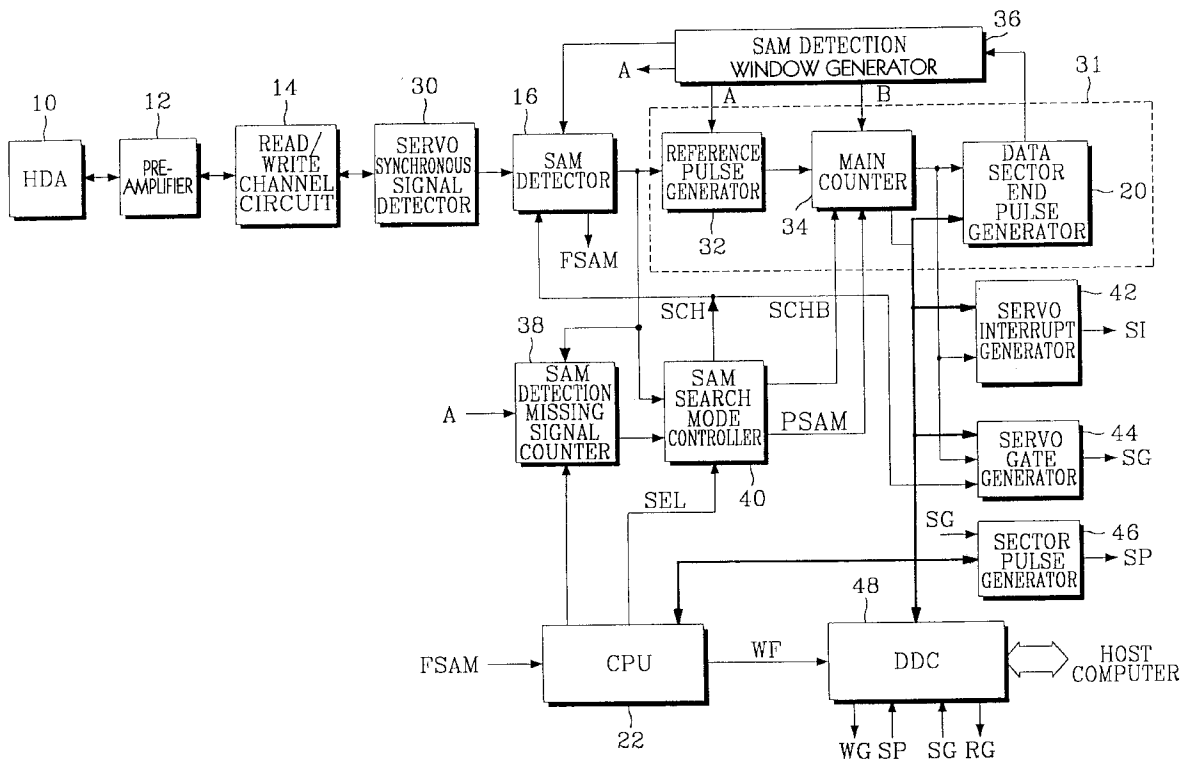 36
SAM DETECTION
WINDOW GENERATOR
A
31
10
12
14
30
16
A
B
HDA
PRE-
AMPLIFIER
READ/
WRITE
CHANNEL
CIRCUIT
SERVO
SYNCHRONOUS
SIGNAL
DETECTOR
SAM
DETECTOR
REFERENCE
PULSE
GENERATOR
MAIN
COUNTER
DATA
SECTOR
END
PULSE
GENERATOR
32
34
20
FSAM
SCH
SCHB
42
SERVO
INTERRUPT
GENERATOR
SI
38
SAM
DETECTION
MISSING
SIGNAL
COUNTER
A
SAM
SEARCH
MODE
CONTROLLER
PSAM
40
44
SERVO
GATE
GENERATOR
SG
SEL
SG
46
SECTOR
PULSE
GENERATOR
SP
48
FSAM
CPU
WF
DDC
HOST
COMPUTER
22
WG
SP
SG
RG